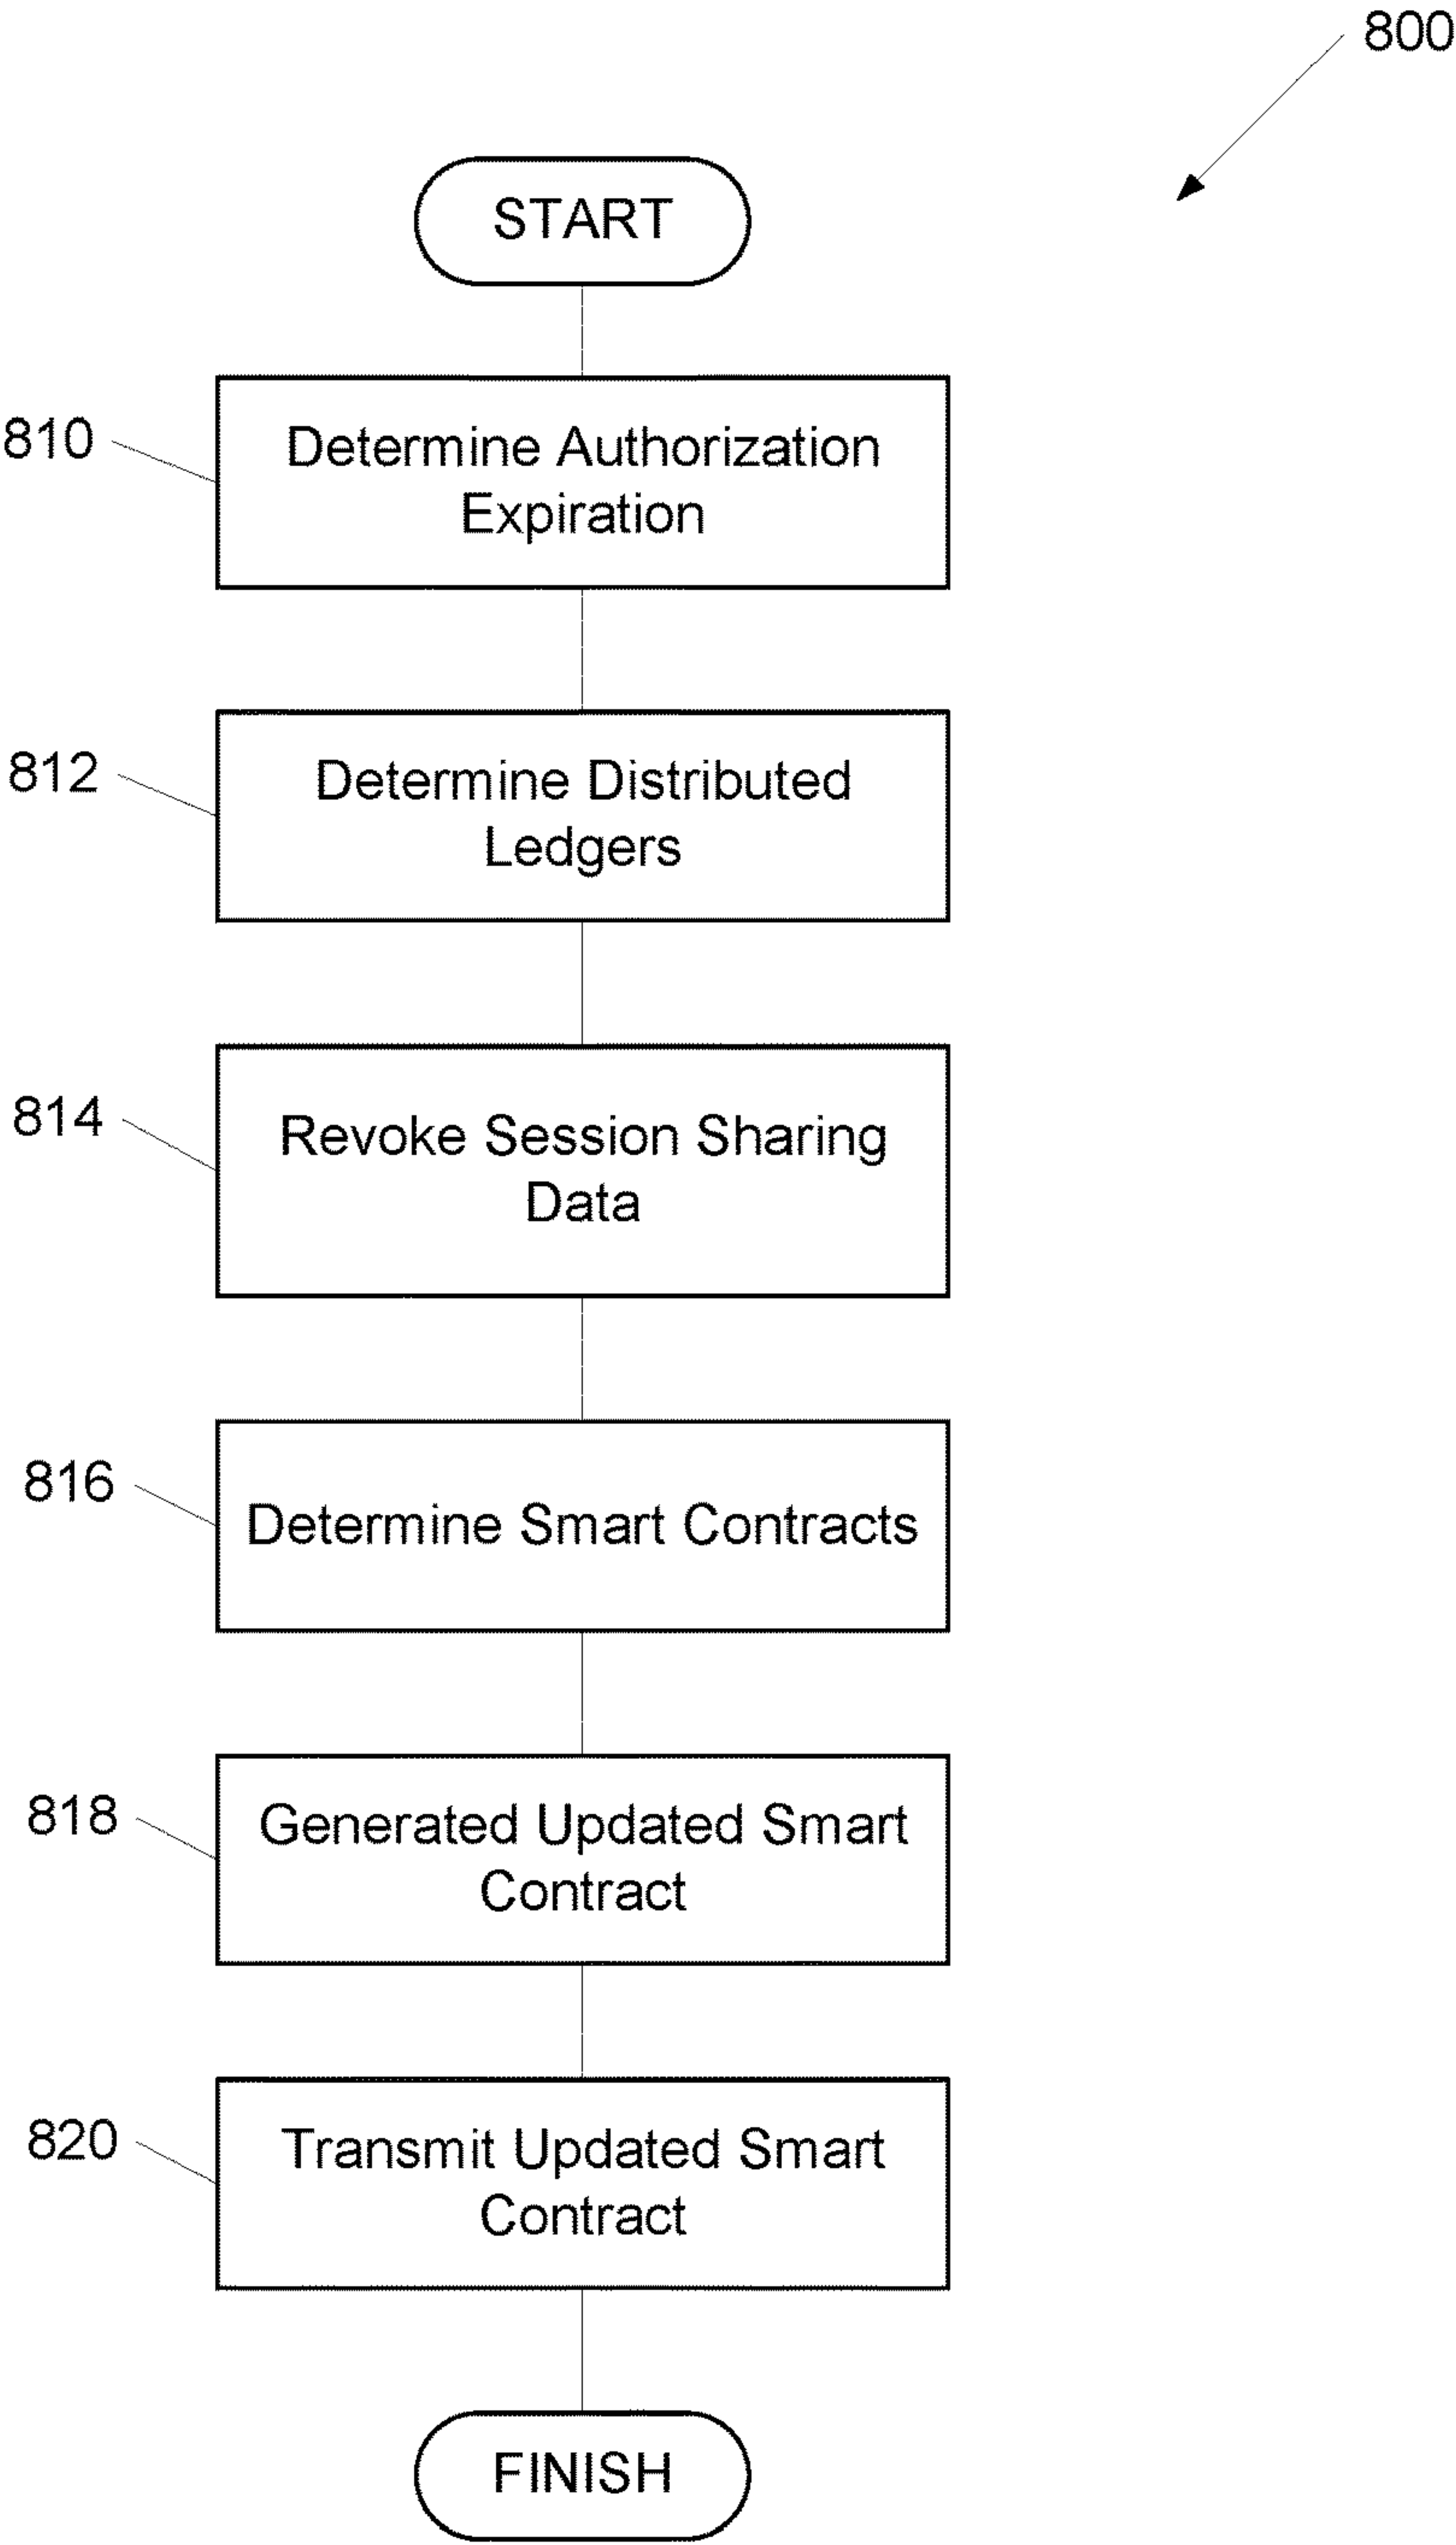 800
START
810
Determine Authorization
Expiration
812
Determine Distributed
Ledgers
814
Revoke Session Sharing
Data
816
Determine Smart Contracts
818
Generated Updated Smart
Contract
820
Transmit Updated Smart
Contract
FINISH